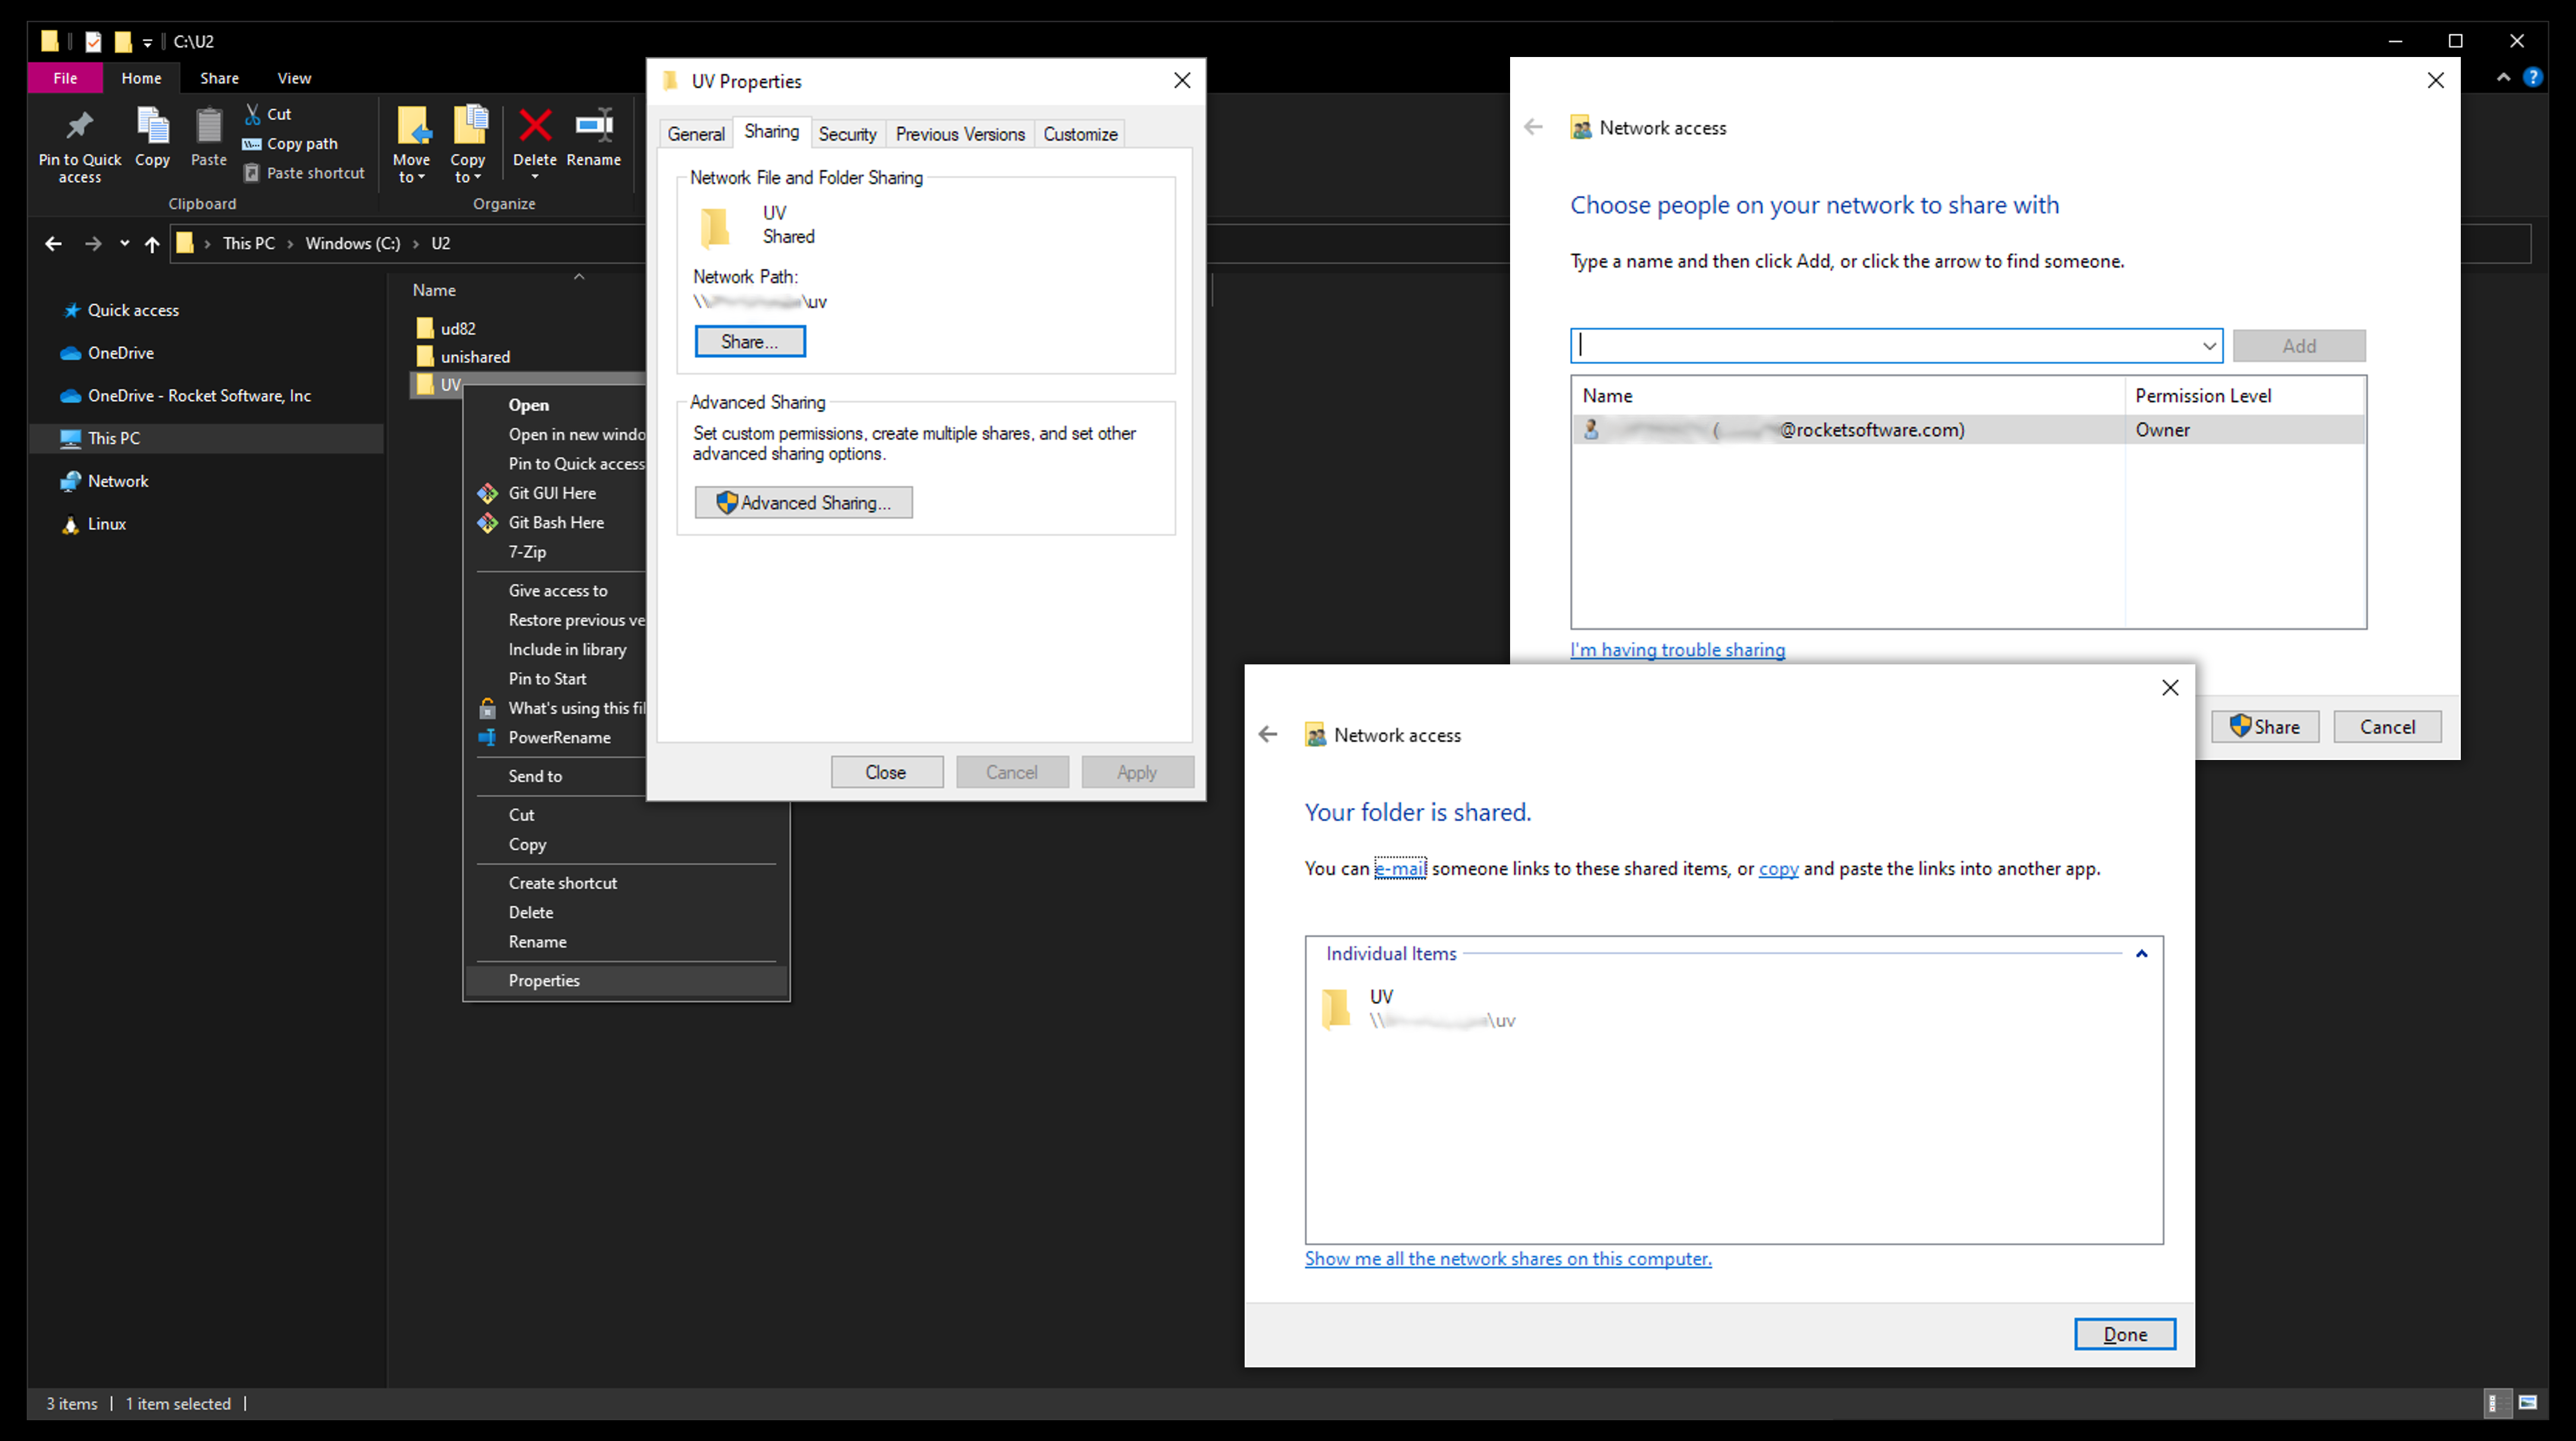 C:\U2
File Home Share View
Pin to Quick access
Copy
Paste
Cut
Copy path
Paste shortcut
Clipboard
Move to
Copy to
Delete
Rename
Organize
This PC > Windows (C:) > U2
Quick access
OneDrive
OneDrive - Rocket Software, Inc
This PC
Network
Linux
Name
ud82
unishared
UV
Open
Open in new windo
Pin to Quick access
Git GUI Here
Git Bash Here
7-Zip
Give access to
Restore previous ve
Include in library
Pin to Start
What's using this fil
PowerRename
Send to
Cut
Copy
Create shortcut
Delete
Rename
Properties
3 items
1 item selected
UV Properties
General Sharing Security Previous Versions Customize
Network File and Folder Sharing
UV
Shared
Network Path:
\\ \uv
Share...
Advanced Sharing
Set custom permissions, create multiple shares, and set other
advanced sharing options.
Advanced Sharing...
Close Cancel Apply
Network access
Choose people on your network to share with
Type a name and then click Add, or click the arrow to find someone.
Add
Name Permission Level
( @rocketsoftware.com) Owner
I'm having trouble sharing
Share Cancel
Network access
Your folder is shared.
You can e-mail someone links to these shared items, or copy and paste the links into another app.
Individual Items
UV
\\ \uv
Show me all the network shares on this computer.
Done